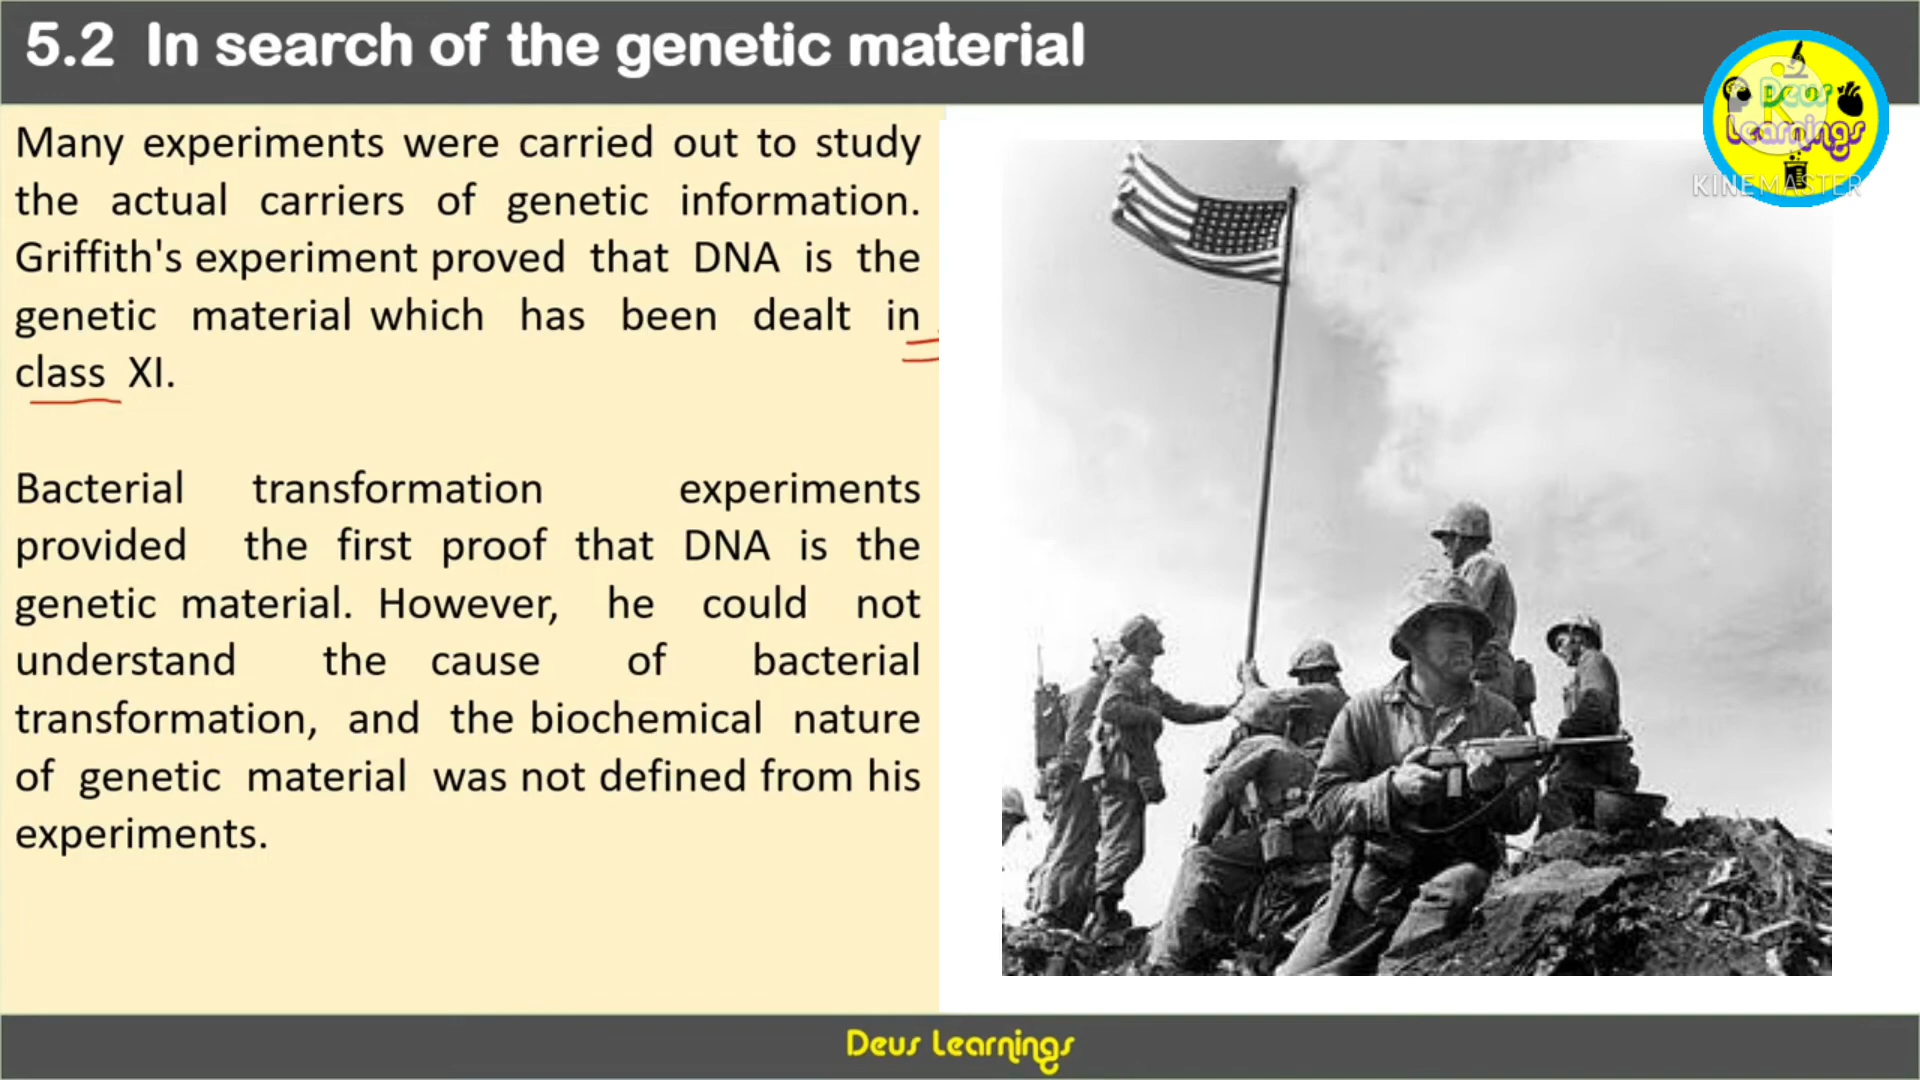 5.2 In search of the genetic material
Deus
Learnings
KINEMASTER
Many experiments were carried out to study
the actual carriers of genetic information.
Griffith's experiment proved that DNA is the
genetic material which has been dealt in
class XI.
Bacterial transformation experiments
provided the first proof that DNA is the
genetic material. However, he could not
understand the cause of bacterial
transformation, and the biochemical nature
of genetic material was not defined from his
experiments.
Deus Learnings